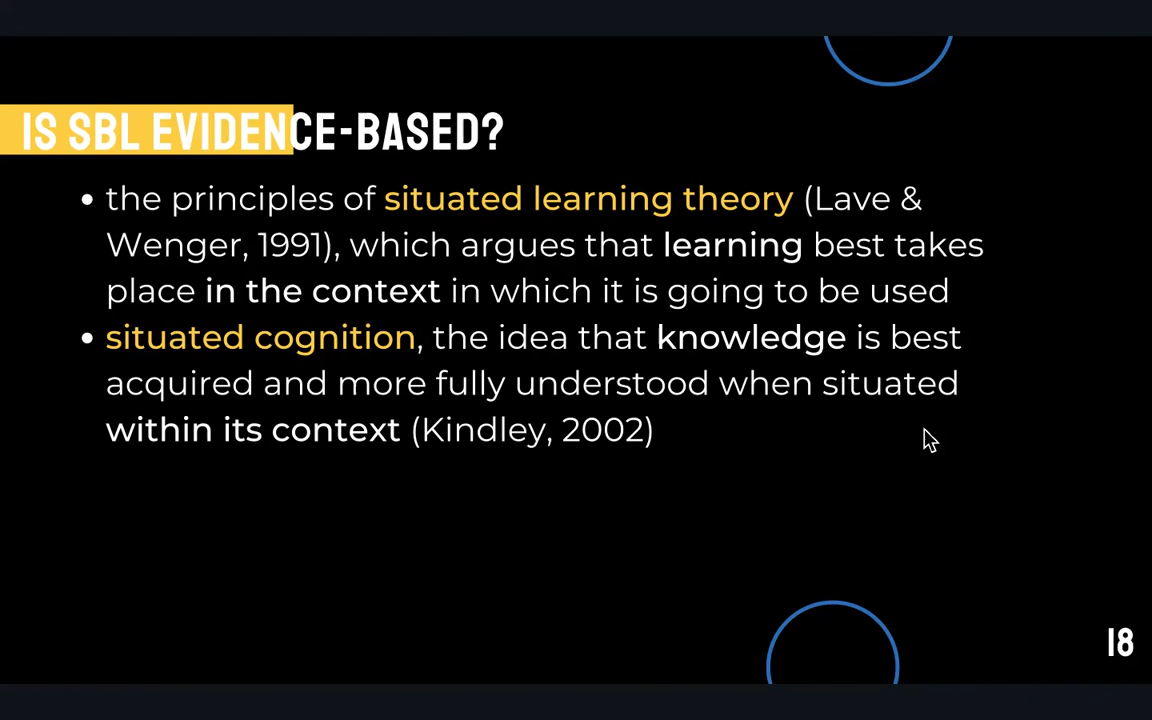 IS SBL EVIDENCE-BASED?
• the principles of situated learning theory (Lave &
Wenger, 1991), which argues that learning best takes
place in the context in which it is going to be used
• situated cognition, the idea that knowledge is best
acquired and more fully understood when situated
within its context (Kindley, 2002)
18